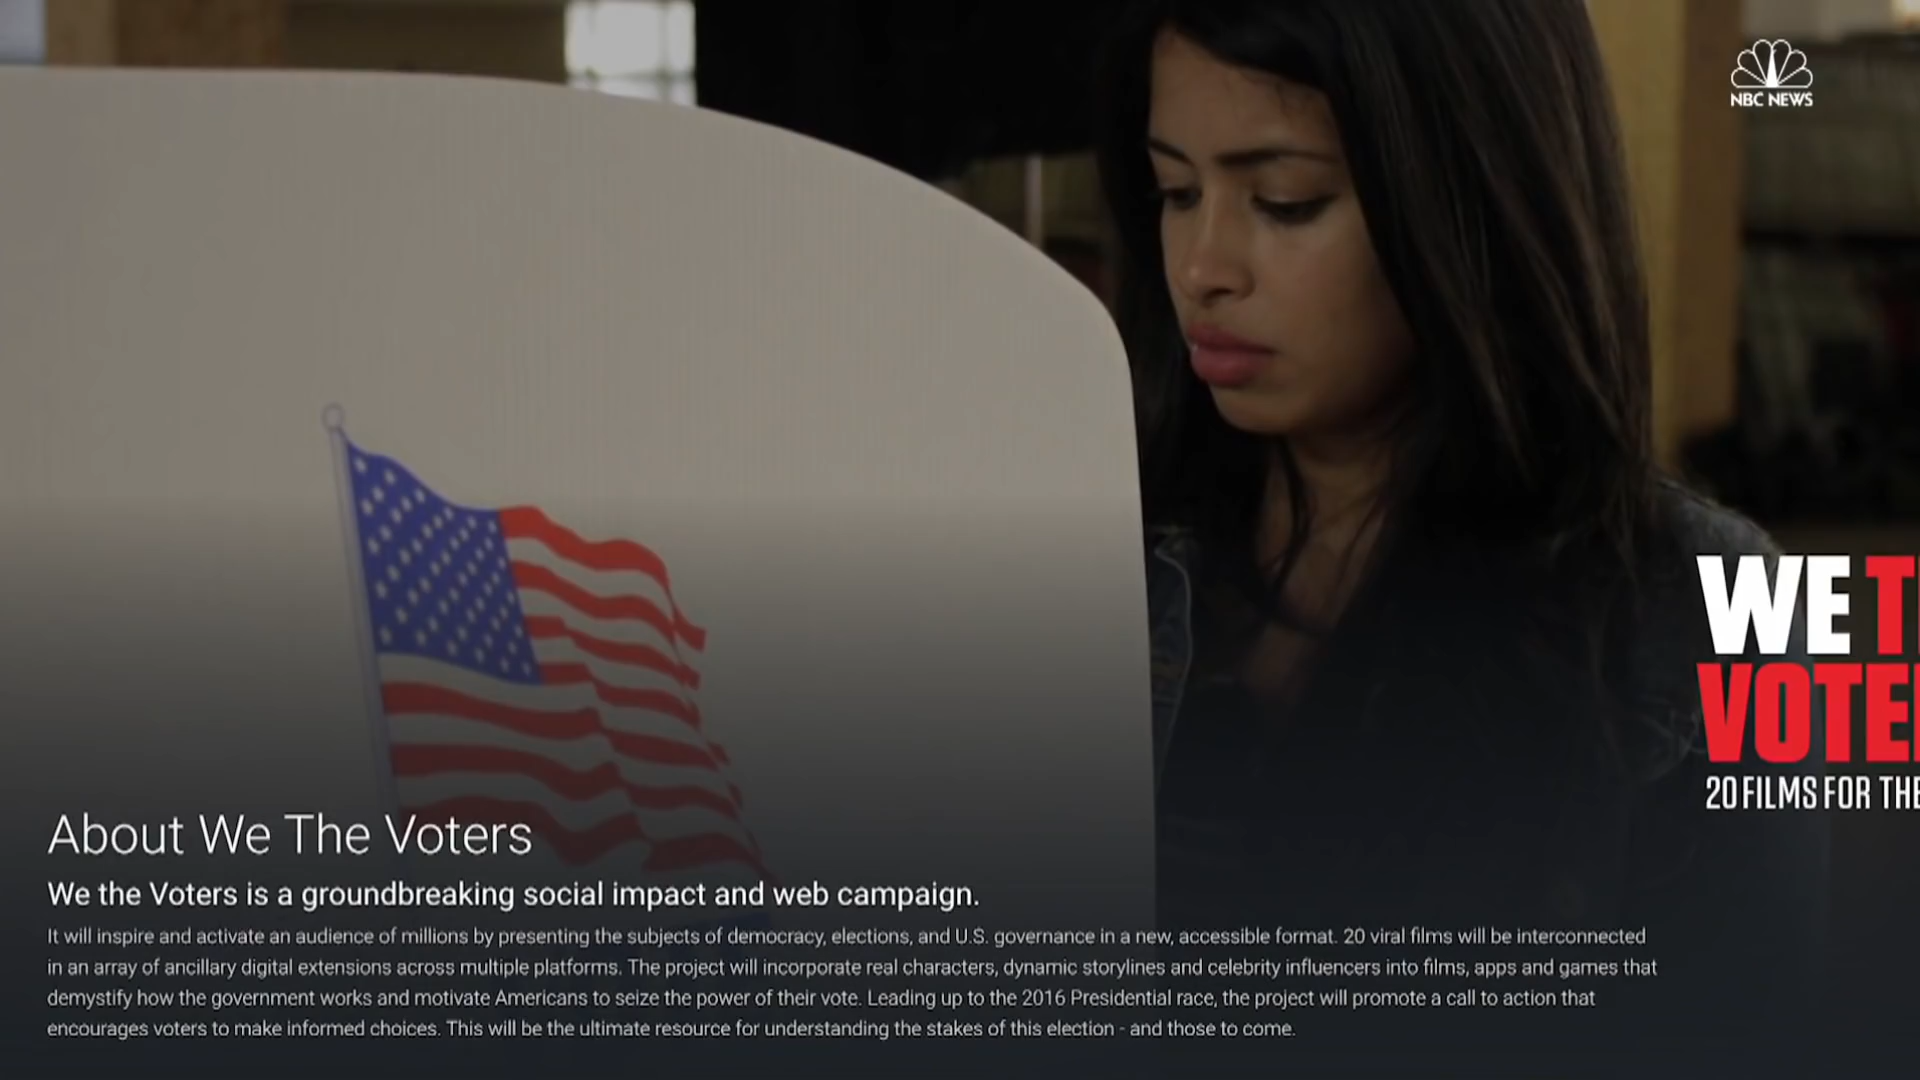 NBC NEWS
WE
VOTE
20 FILMS FOR THE
About We The Voters
We the Voters is a groundbreaking social impact and web campaign.
It will inspire and activate an audience of millions by presenting the subjects of democracy, elections, and U.S. governance in a new, accessible format. 20 viral films will be interconnected
in an array of ancillary digital extensions across multiple platforms. The project will incorporate real characters, dynamic storylines and celebrity influencers into films, apps and games that
demystify how the government works and motivate Americans to seize the power of their vote. Leading up to the 2016 Presidential race, the project will promote a call to action that
encourages voters to make informed choices. This will be the ultimate resource for understanding the stakes of this election - and those to come.